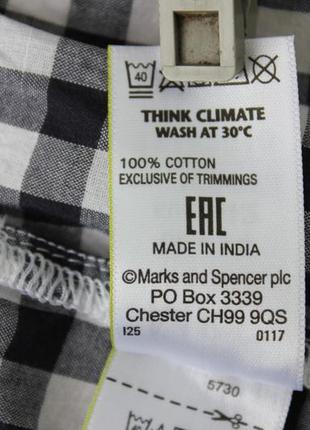 40
THINK CLIMATE
WASH AT 30°C
100% COTTON
EXCLUSIVE OF TRIMMINGS
EAC
MADE IN INDIA
©Marks and Spencer plc
PO Box 3339
Chester CH99 9QS
I25 0117
5730